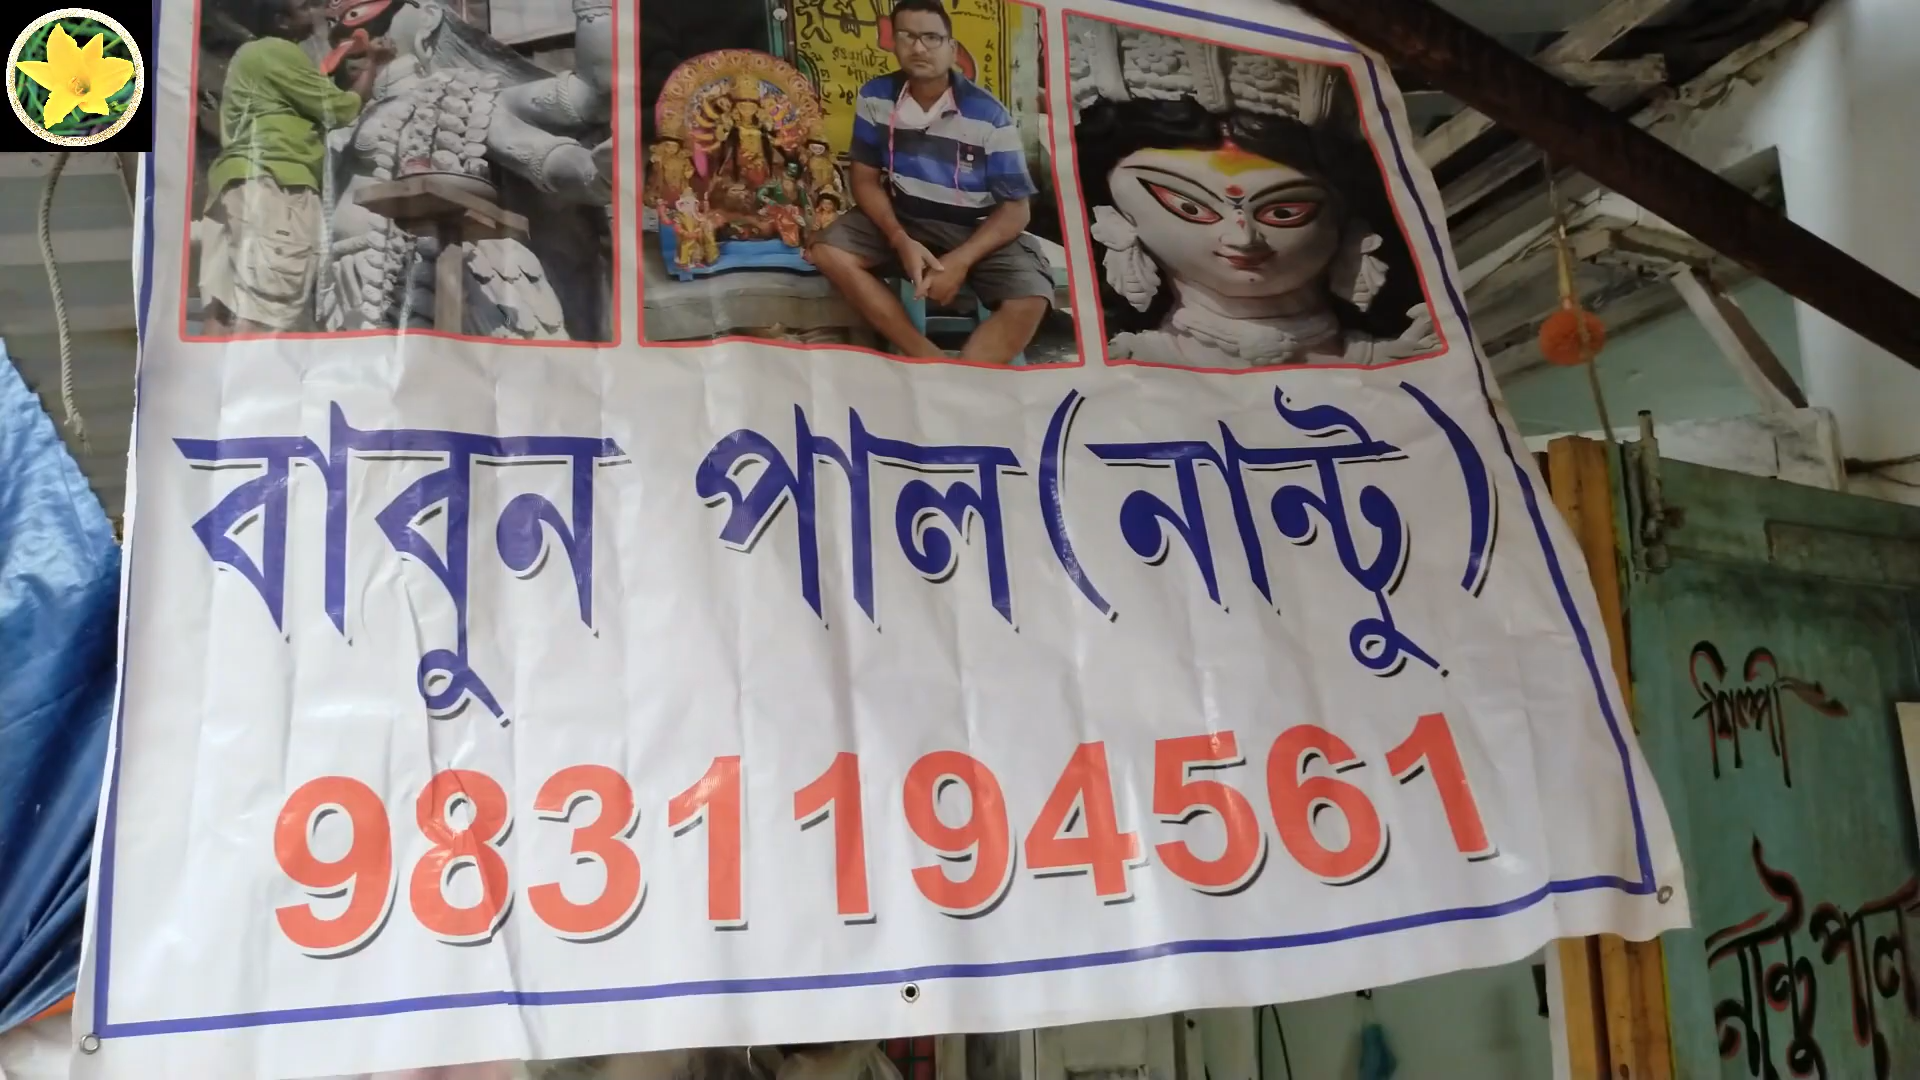 বাবুন পাল (নান্টু)
9831194561
শিল্পী
নান্টু পাল